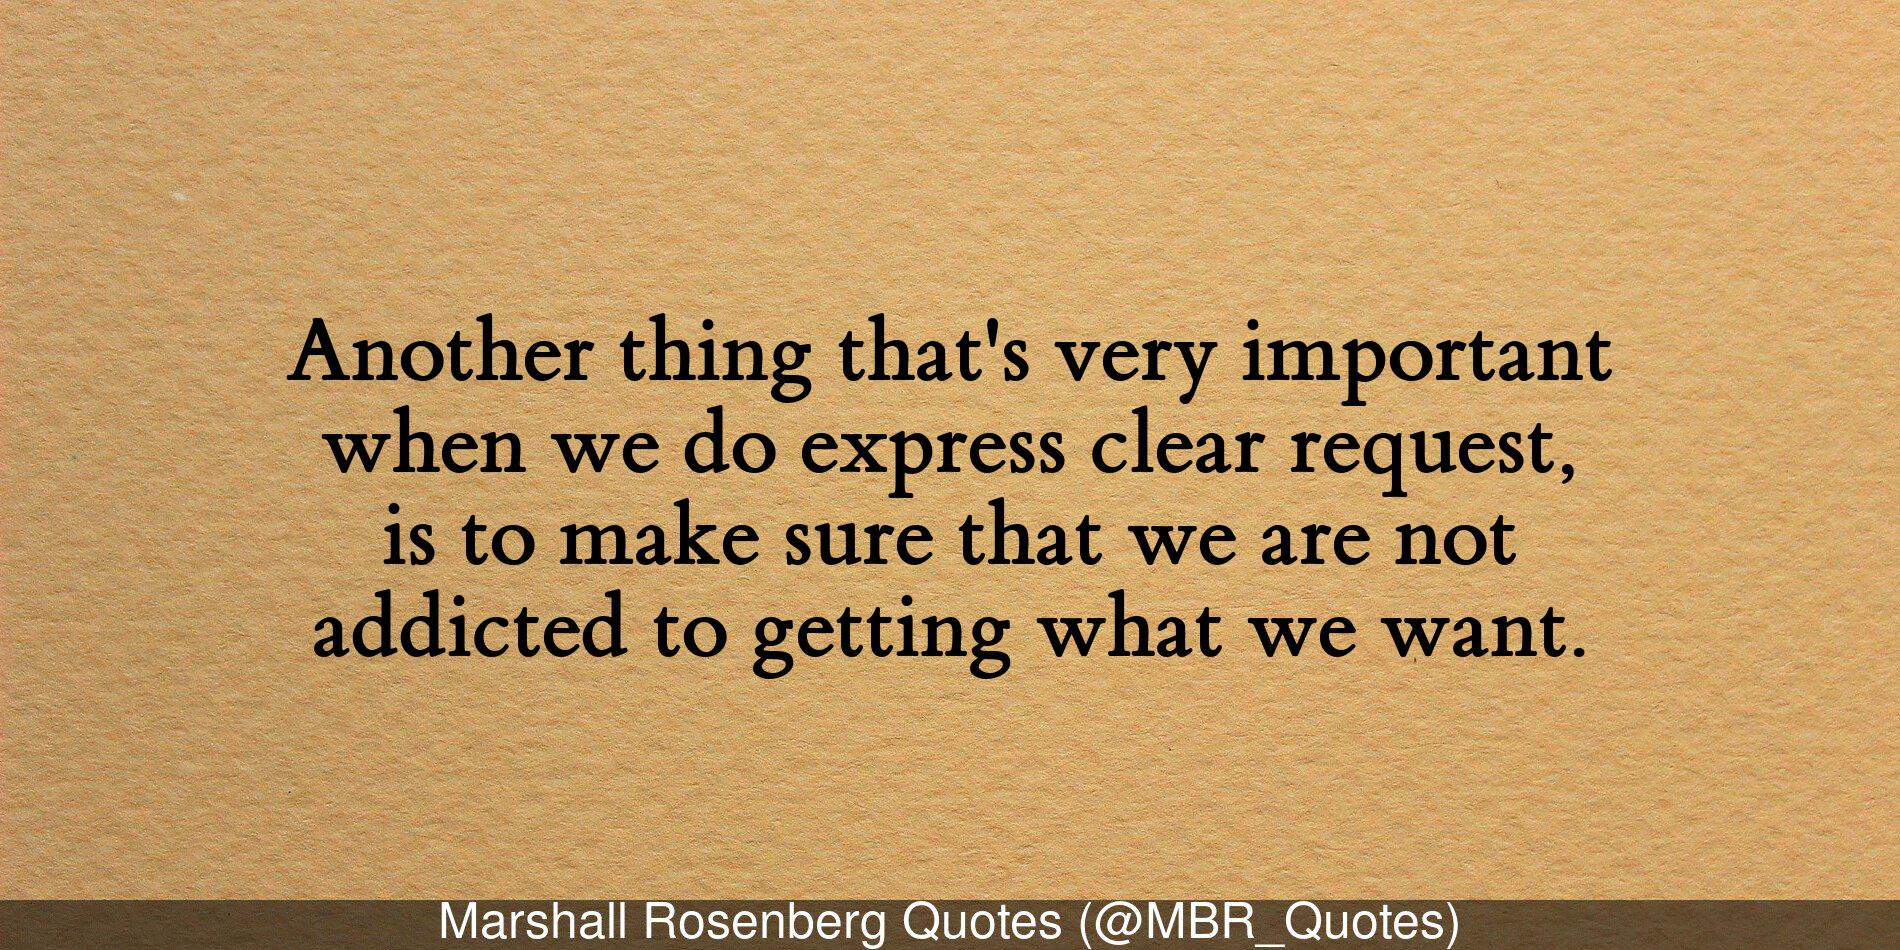 Another thing that's very important
when we do express clear request,
is to make sure that we are not
addicted to getting what we want.
Marshall Rosenberg Quotes (@MBR_Quotes)